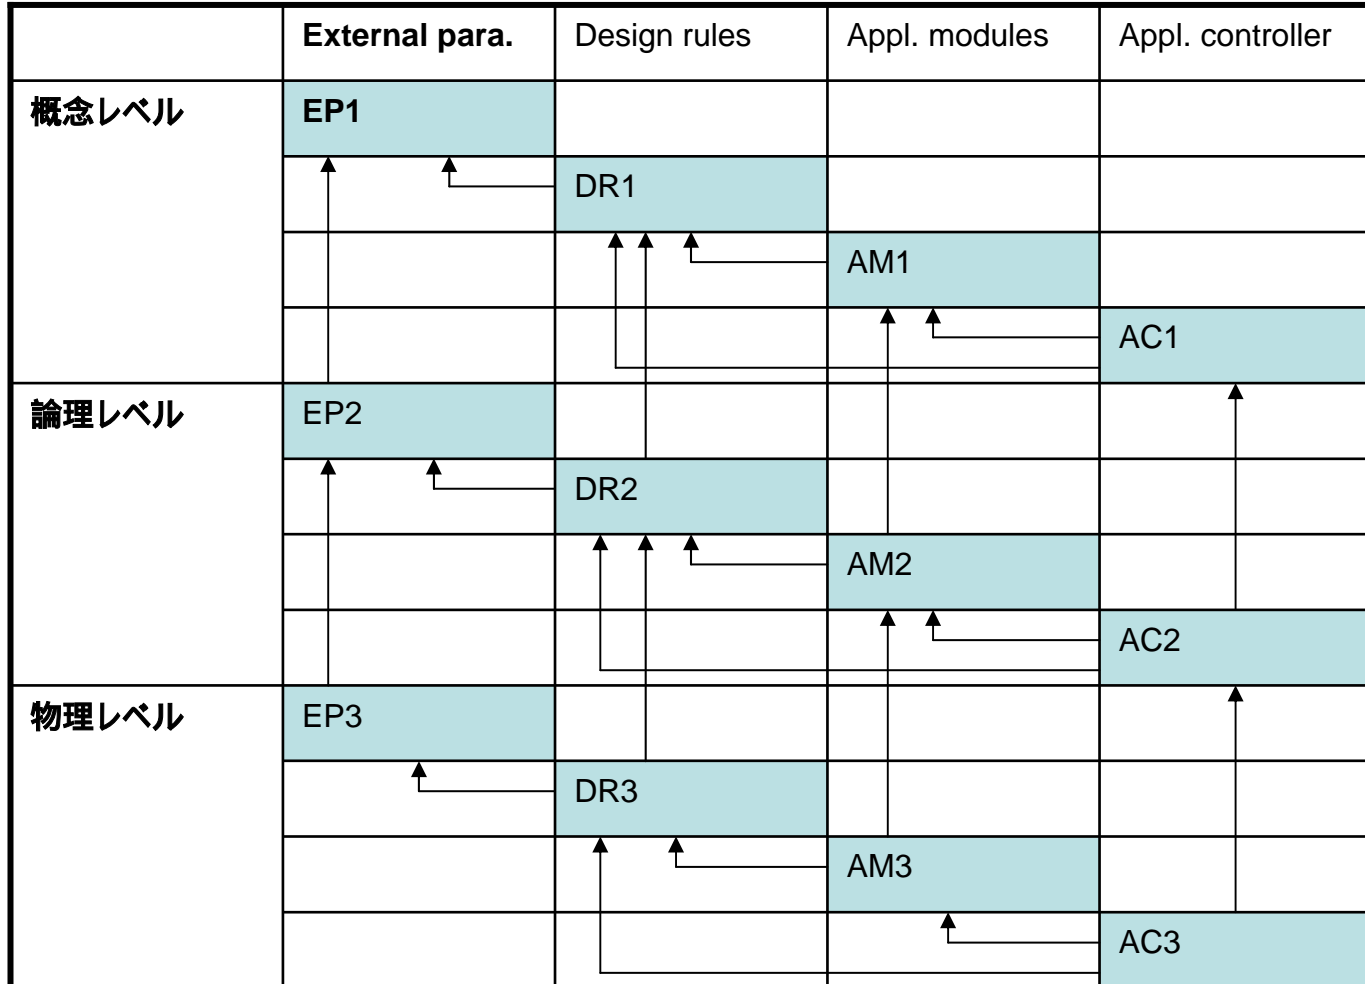 External para. Design rules Appl. modules Appl. controller
概念レベル EP1
DR1
AM1
AC1
論理レベル EP2
DR2
AM2
AC2
物理レベル EP3
DR3
AM3
AC3